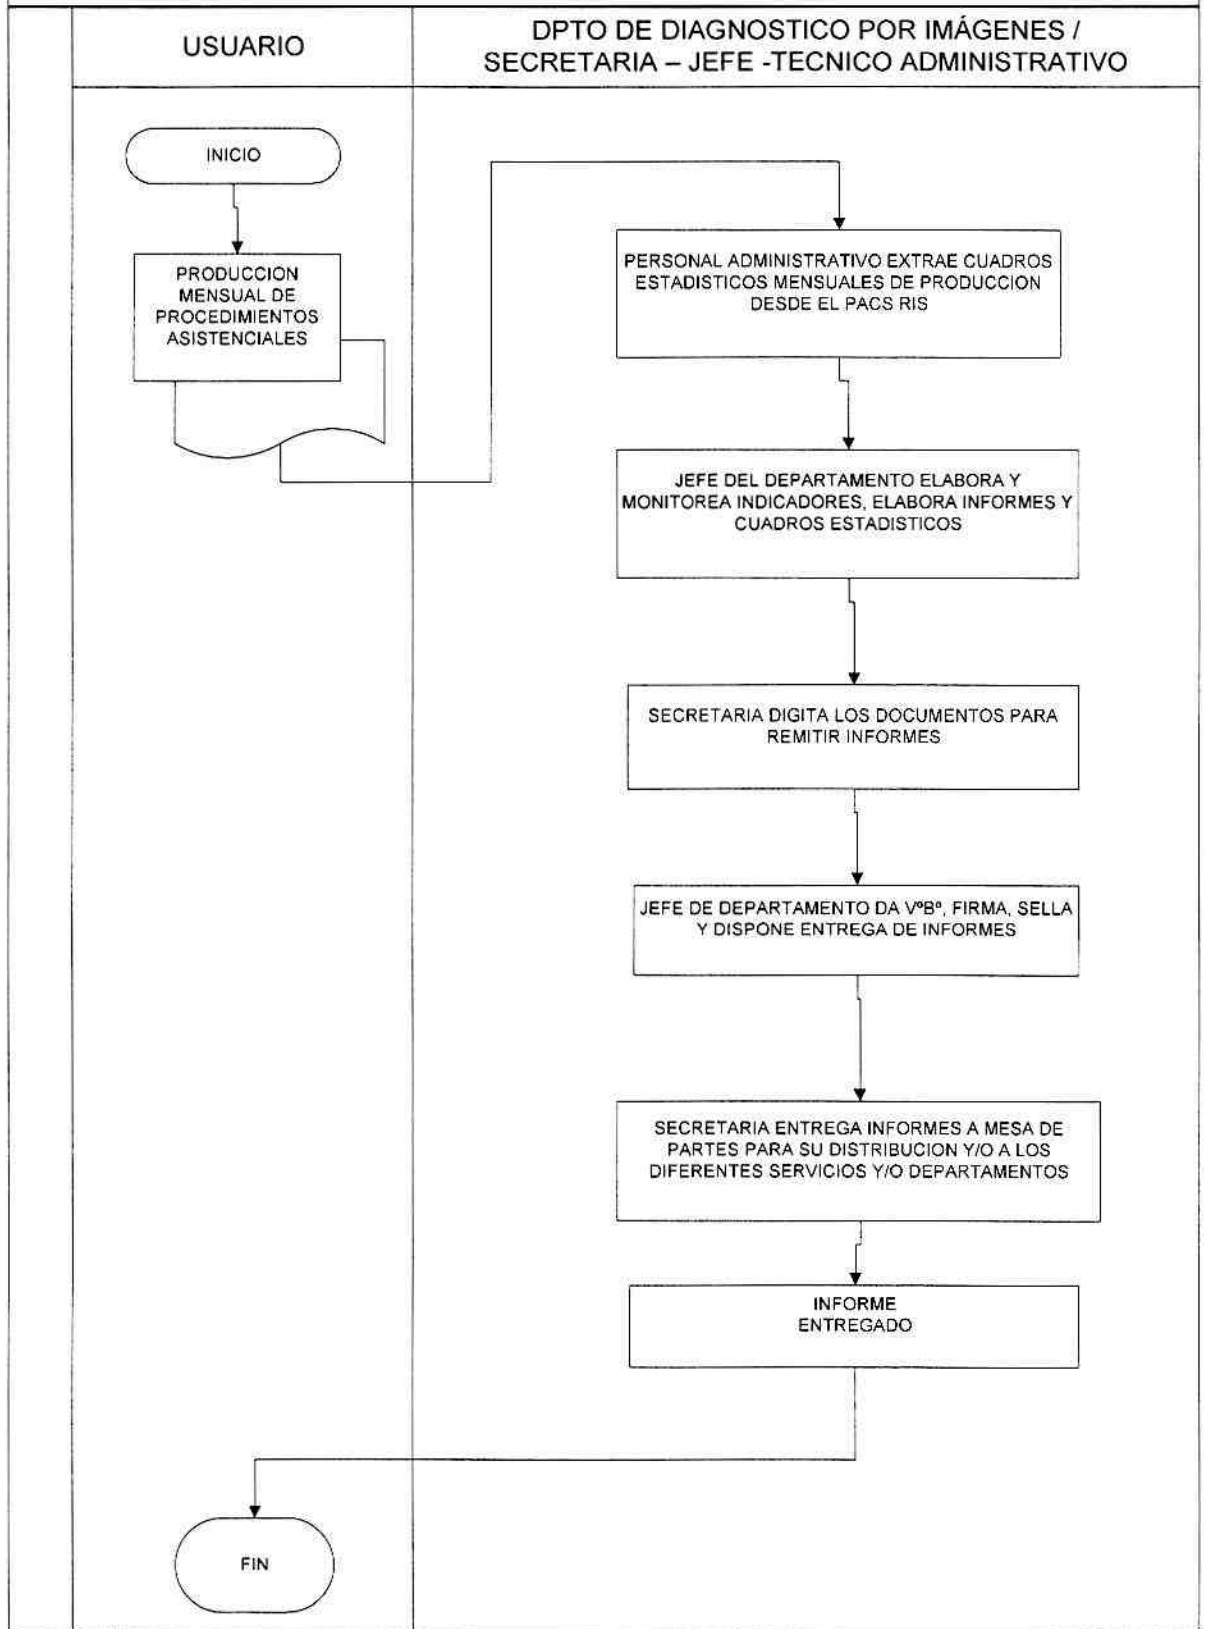 USUARIO
DPTO DE DIAGNOSTICO POR IMÁGENES /
SECRETARIA – JEFE -TECNICO ADMINISTRATIVO
INICIO
PRODUCCION
MENSUAL DE
PROCEDIMIENTOS
ASISTENCIALES
PERSONAL ADMINISTRATIVO EXTRAE CUADROS
ESTADISTICOS MENSUALES DE PRODUCCION
DESDE EL PACS RIS
JEFE DEL DEPARTAMENTO ELABORA Y
MONITOREA INDICADORES, ELABORA INFORMES Y
CUADROS ESTADISTICOS
SECRETARIA DIGITA LOS DOCUMENTOS PARA
REMITIR INFORMES
JEFE DE DEPARTAMENTO DA VºBº, FIRMA, SELLA
Y DISPONE ENTREGA DE INFORMES
SECRETARIA ENTREGA INFORMES A MESA DE
PARTES PARA SU DISTRIBUCION Y/O A LOS
DIFERENTES SERVICIOS Y/O DEPARTAMENTOS
INFORME
ENTREGADO
FIN